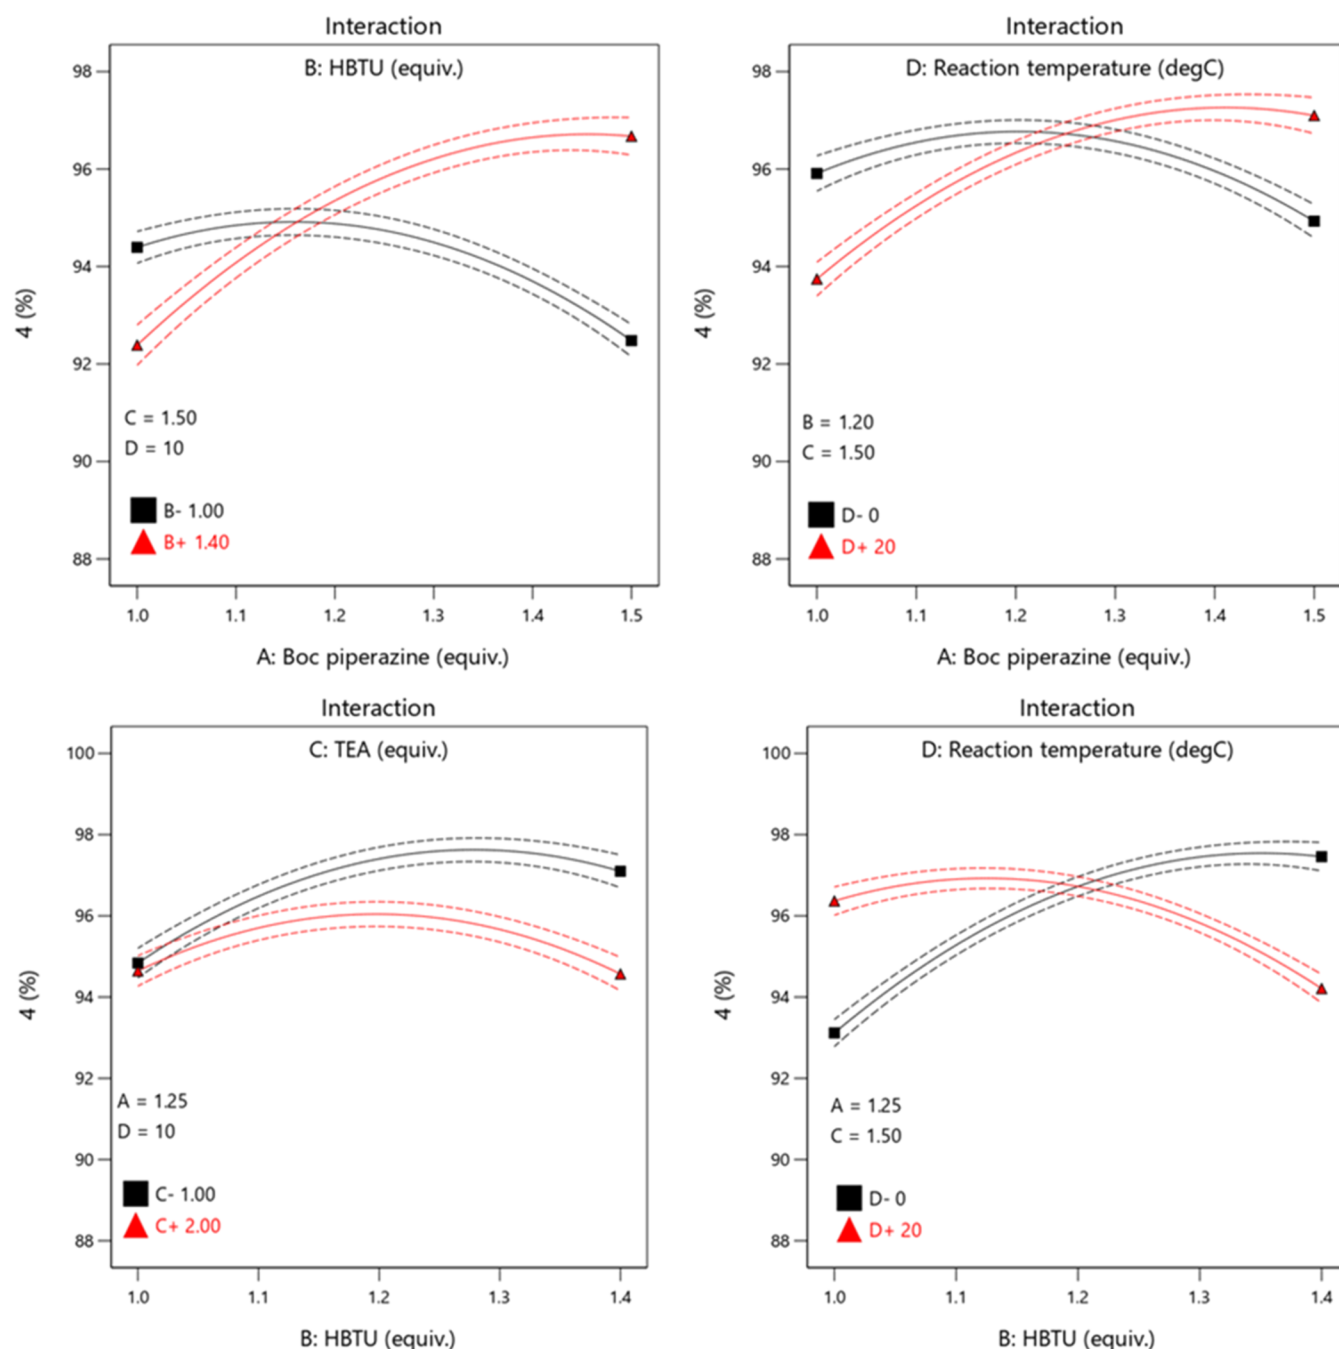 Interaction
B: HBTU (equiv.)
98
96
94
92
90
88
4 (%)
C = 1.50
D = 10
B- 1.00
B+ 1.40
1.0 1.1 1.2 1.3 1.4 1.5
A: Boc piperazine (equiv.)
Interaction
D: Reaction temperature (degC)
98
96
94
92
90
88
4 (%)
B = 1.20
C = 1.50
D- 0
D+ 20
1.0 1.1 1.2 1.3 1.4 1.5
A: Boc piperazine (equiv.)
Interaction
C: TEA (equiv.)
100
98
96
94
92
90
88
4 (%)
A = 1.25
D = 10
C- 1.00
C+ 2.00
1.0 1.1 1.2 1.3 1.4
B: HBTU (equiv.)
Interaction
D: Reaction temperature (degC)
100
98
96
94
92
90
88
4 (%)
A = 1.25
C = 1.50
D- 0
D+ 20
1.0 1.1 1.2 1.3 1.4
B: HBTU (equiv.)